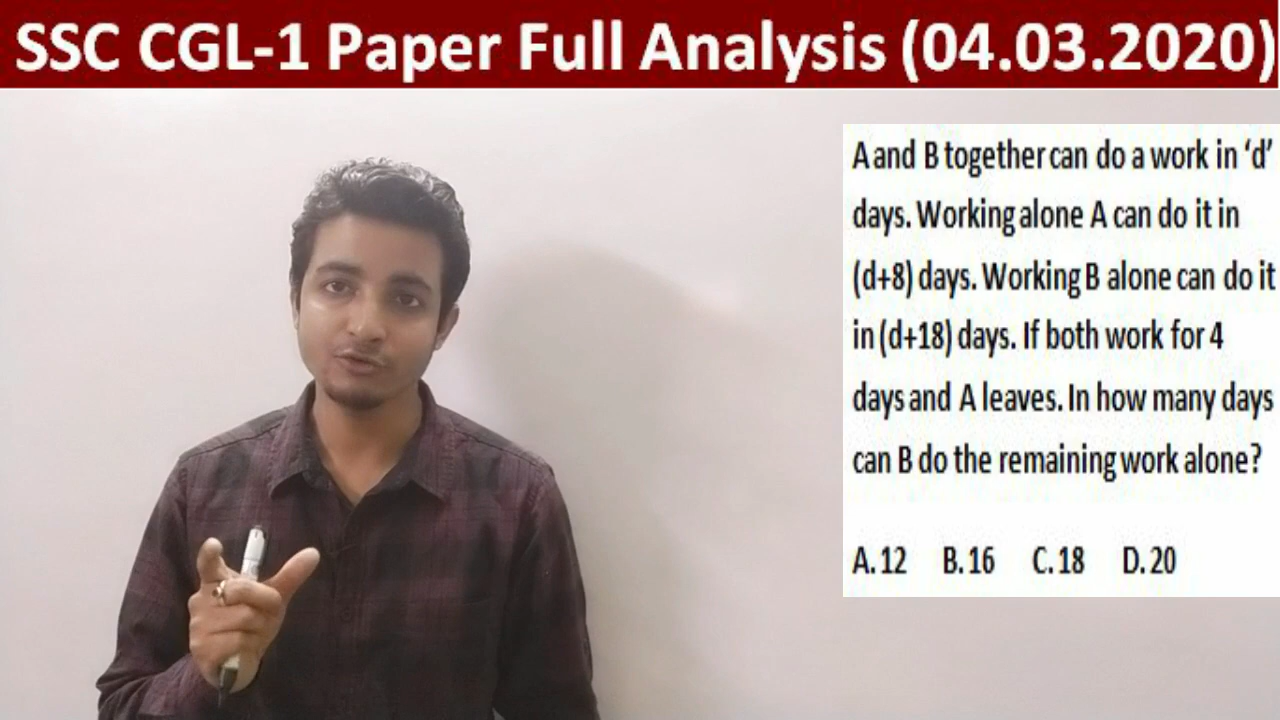 SSC CGL-1 Paper Full Analysis (04.03.2020)
A and B together can do a work in ‘d’
days. Working alone A can do it in
(d+8) days. Working B alone can do it
in (d+18) days. If both work for 4
days and A leaves. In how many days
can B do the remaining work alone?
A. 12 B. 16 C. 18 D. 20